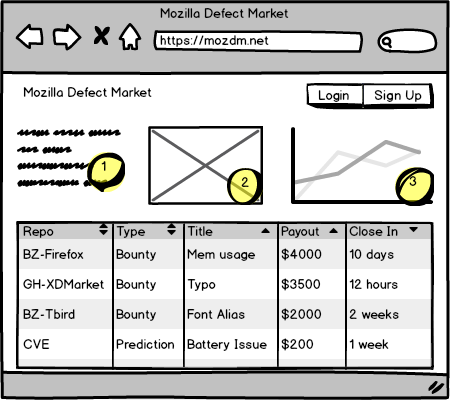 Mozilla Defect Market
https://mozdm.net
Mozilla Defect Market
Login Sign Up
1 2 3
Repo Type Title Payout Close In
BZ-Firefox Bounty Mem usage $4000 10 days
GH-XDMarket Bounty Typo $3500 12 hours
BZ-Tbird Bounty Font Alias $2000 2 weeks
CVE Prediction Battery Issue $200 1 week